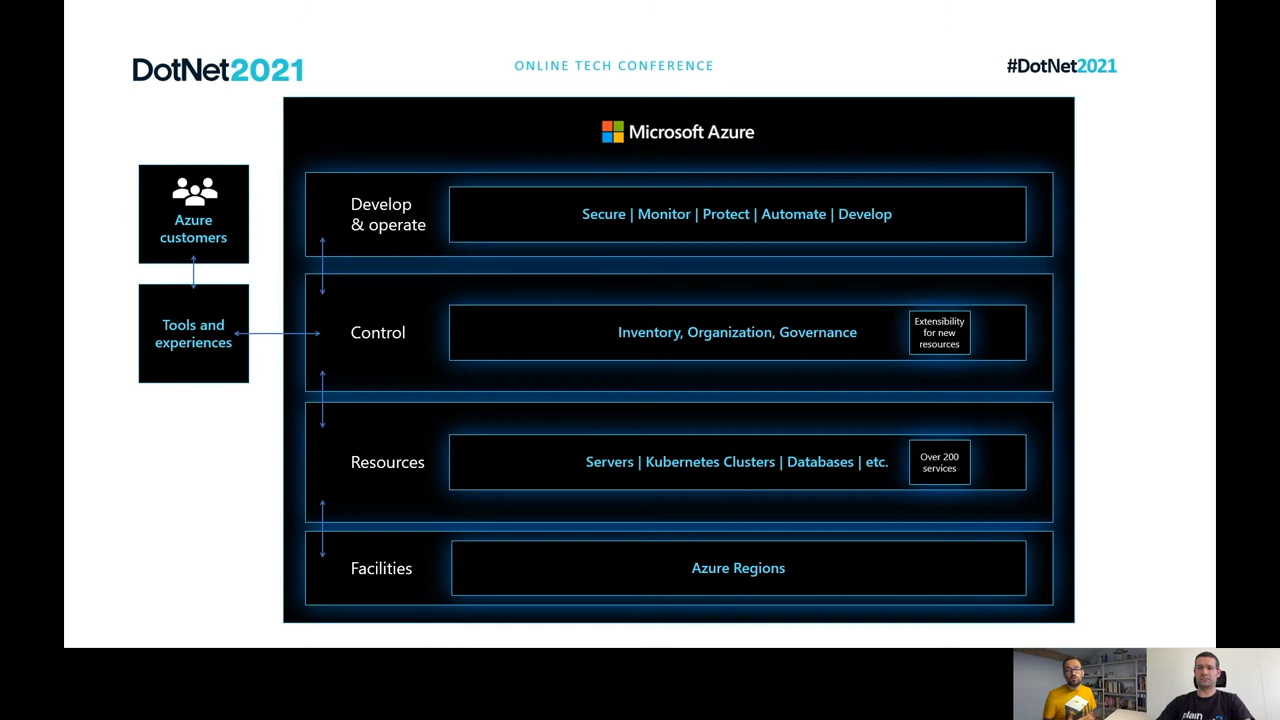 DotNet2021
ONLINE TECH CONFERENCE
#DotNet2021
Microsoft Azure
Azure
customers
Tools and
experiences
Develop
& operate
Secure | Monitor | Protect | Automate | Develop
Control
Inventory, Organization, Governance
Extensibility
for new
resources
Resources
Servers | Kubernetes Clusters | Databases | etc.
Over 200
services
Facilities
Azure Regions
plain